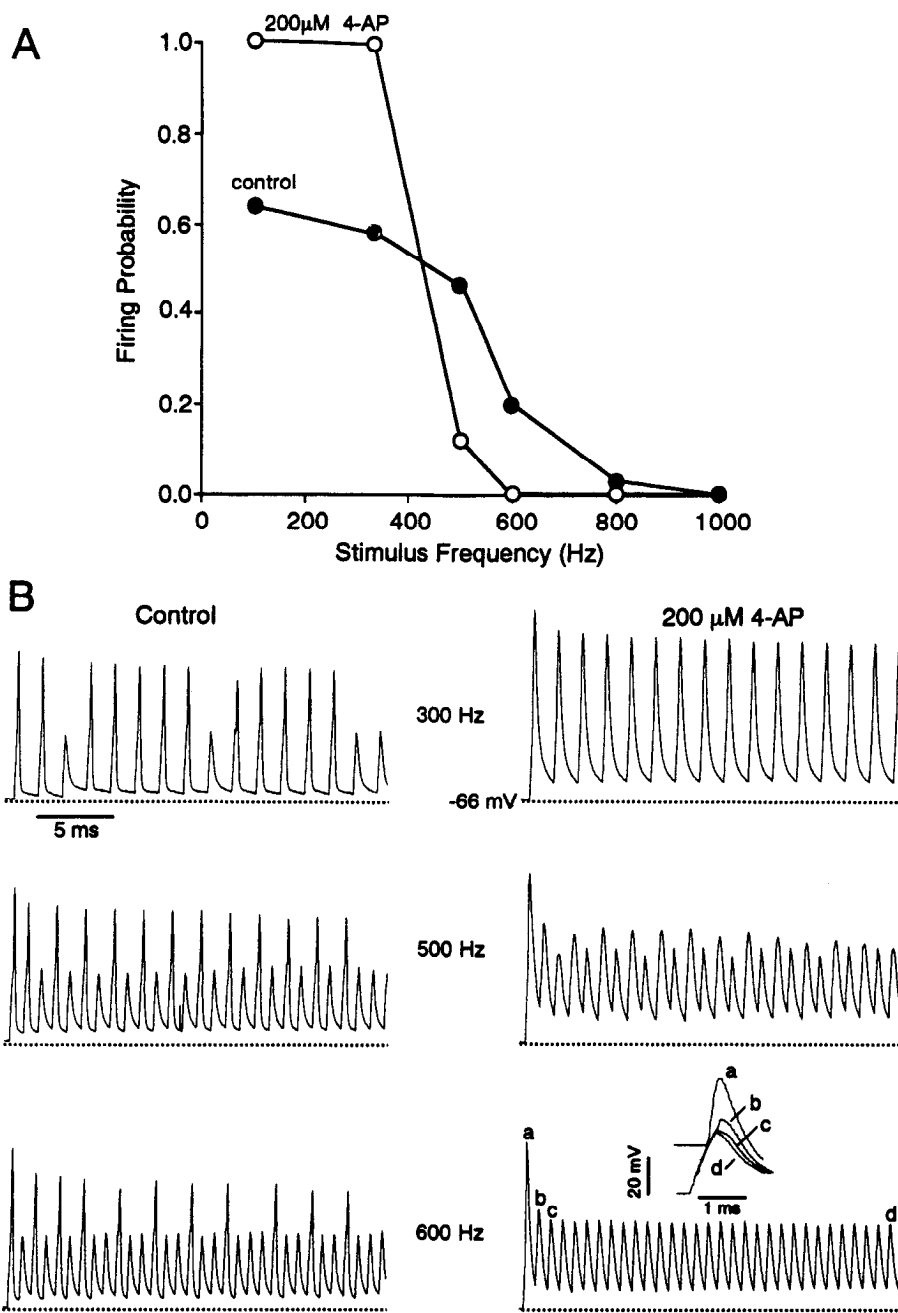 A
200μM 4-AP
control
Firing Probability
1.0
0.8
0.6
0.4
0.2
0.0
0 200 400 600 800 1000
Stimulus Frequency (Hz)
B
Control
200 μM 4-AP
300 Hz
-66 mV
5 ms
500 Hz
600 Hz
a
b
c
d
20 mV
1 ms
a
b
c
d